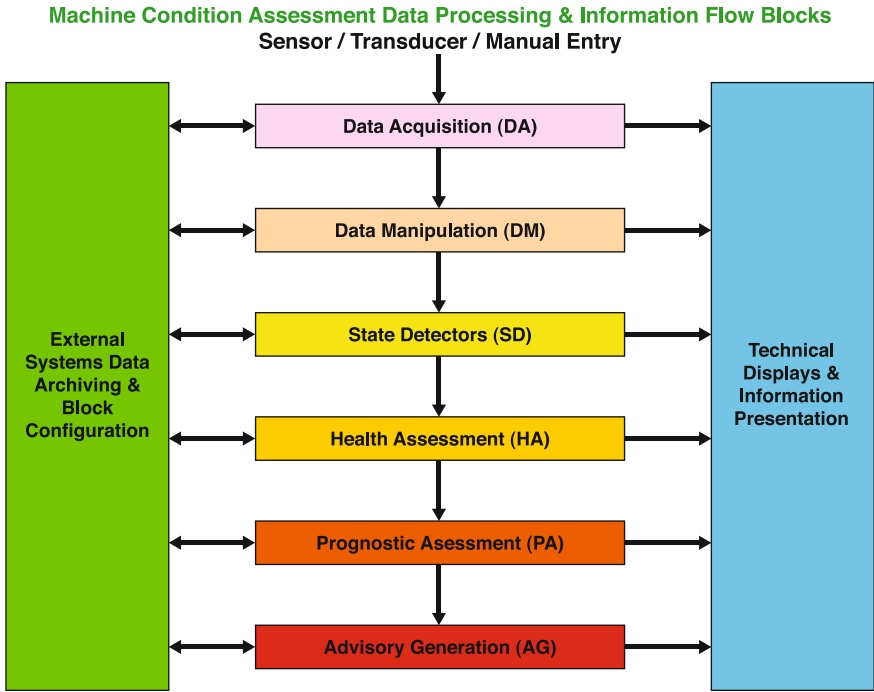 Machine Condition Assessment Data Processing & Information Flow Blocks
Sensor / Transducer / Manual Entry
Data Acquisition (DA)
Data Manipulation (DM)
State Detectors (SD)
Health Assessment (HA)
Prognostic Asessment (PA)
Advisory Generation (AG)
External
Systems Data
Archiving &
Block
Configuration
Technical
Displays &
Information
Presentation